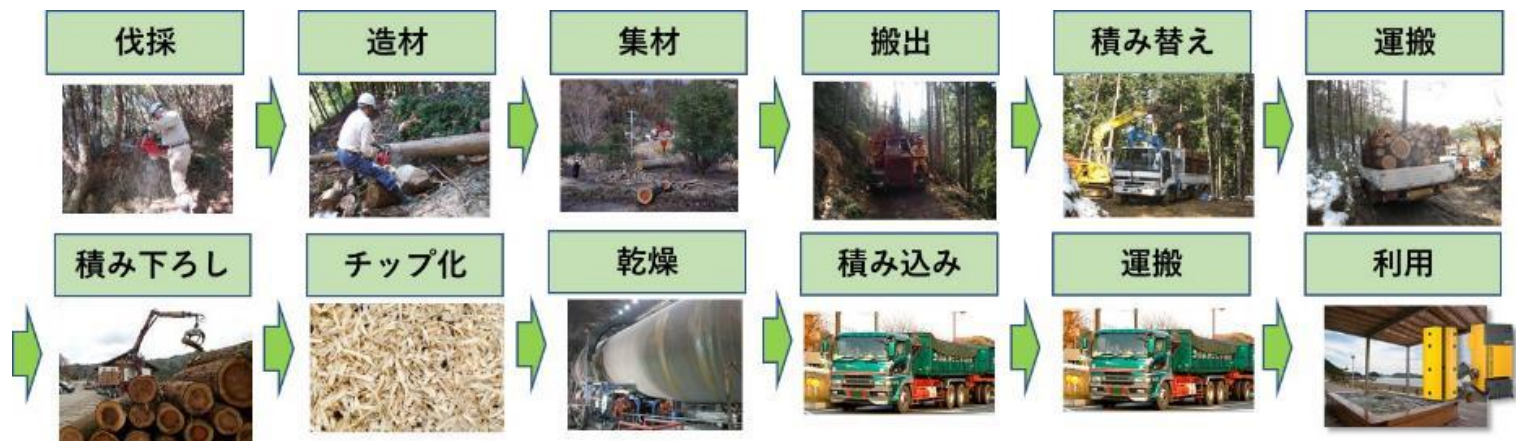 伐採
造材
集材
搬出
積み替え
運搬
積み下ろし
チップ化
乾燥
積み込み
運搬
利用